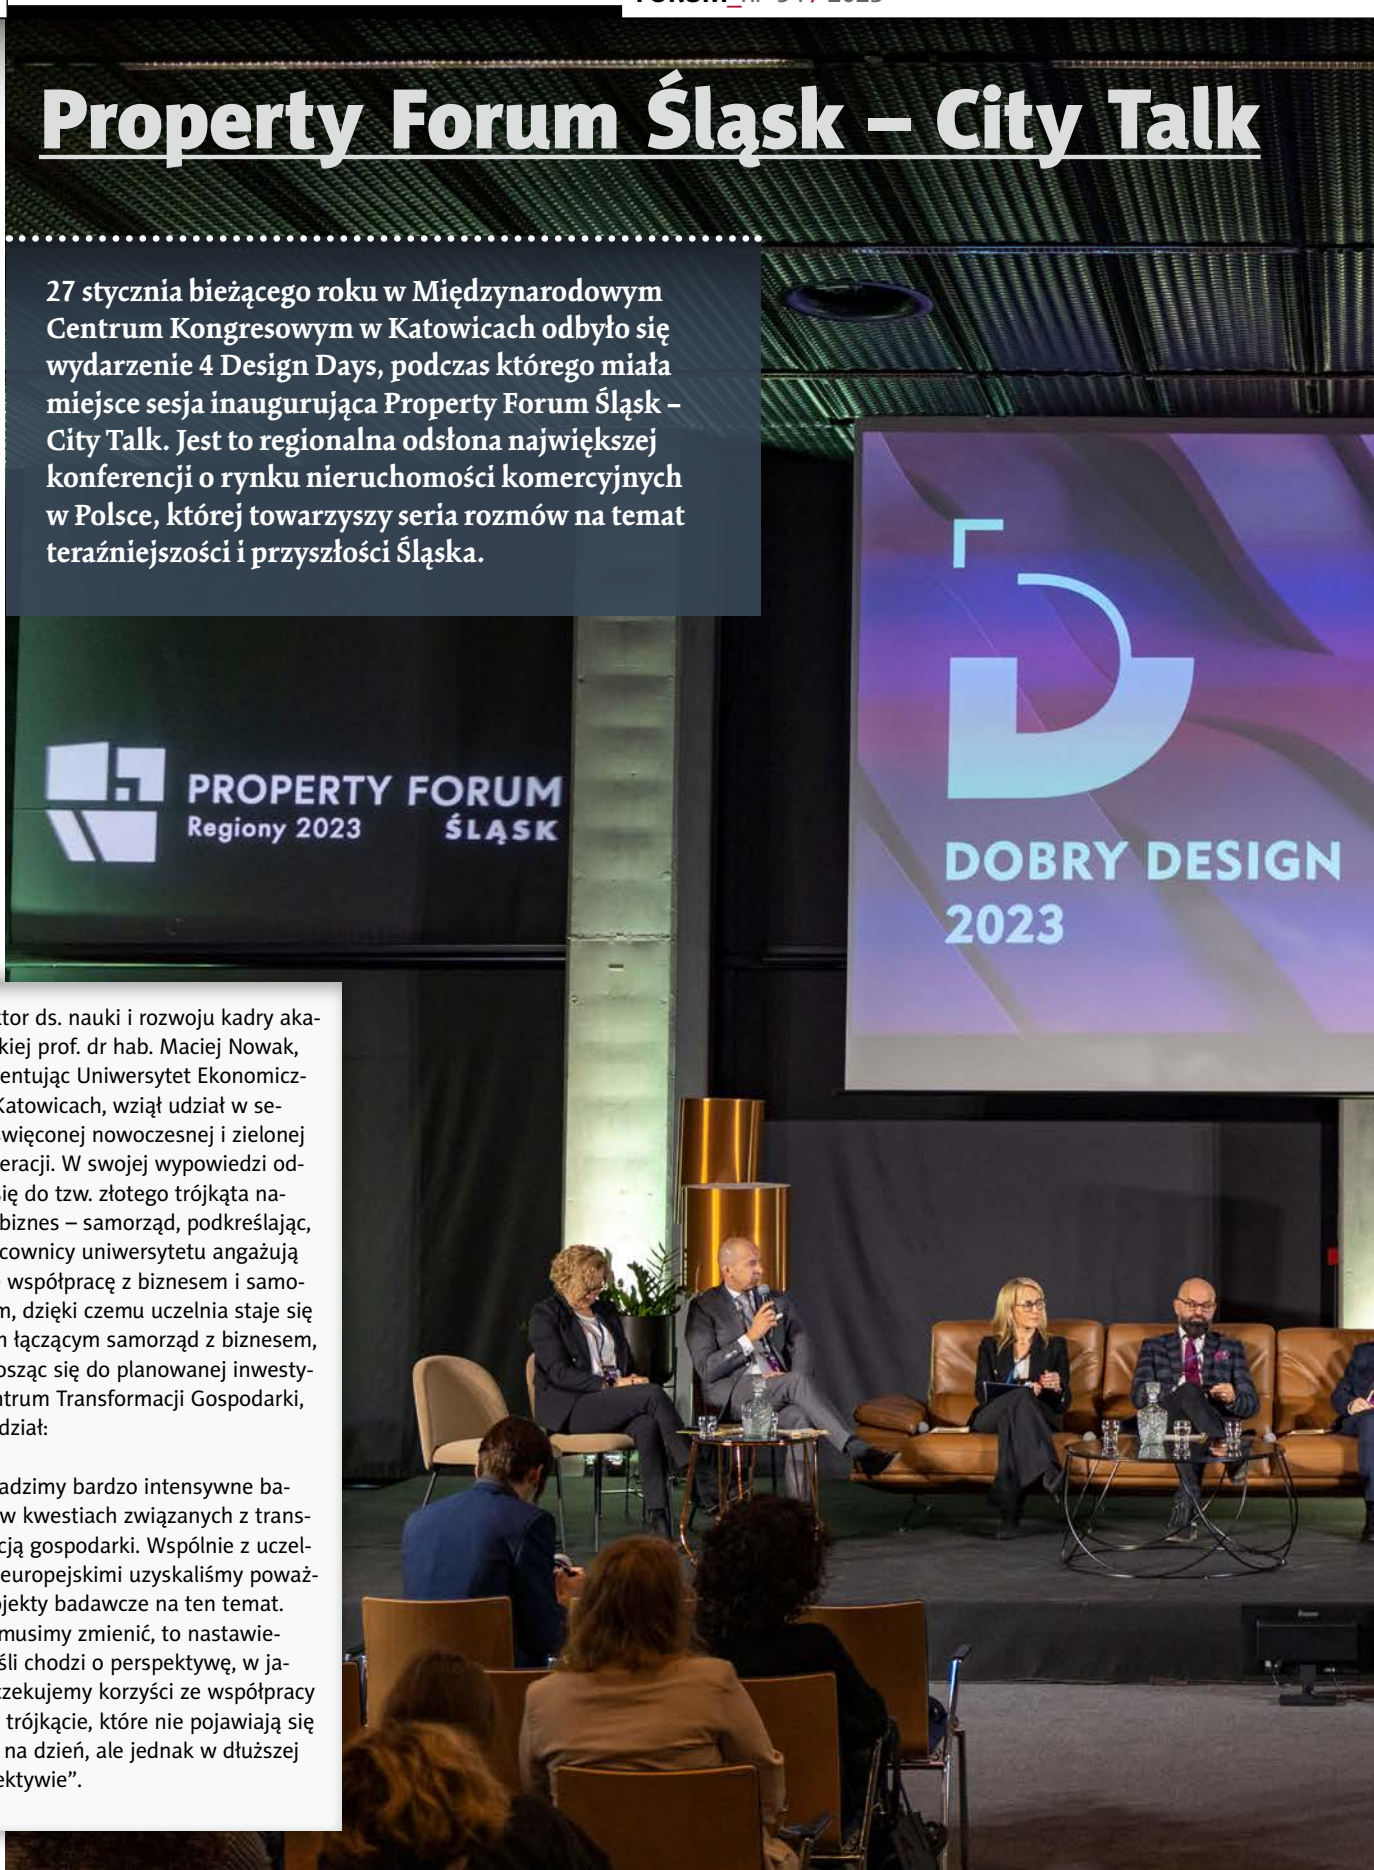 Property Forum Śląsk – City Talk
27 stycznia bieżącego roku w Międzynarodowym
Centrum Kongresowym w Katowicach odbyło się
wydarzenie 4 Design Days, podczas którego miała
miejsce sesja inaugurująca Property Forum Śląsk –
City Talk. Jest to regionalna odsłona największej
konferencji o rynku nieruchomości komercyjnych
w Polsce, której towarzyszy seria rozmów na temat
teraźniejszości i przyszłości Śląska.
PROPERTY FORUM
Regiony 2023 ŚLĄSK
DOBRY DESIGN
2023
ds. nauki i rozwoju kadry aka-
prof. dr hab. Maciej Nowak,
Uniwersytet Ekonomicz-
Katowicach, wziął udział w se-
nowoczesnej i zielonej
W swojej wypowiedzi od-
się do tzw. złotego trójkąta na-
biznes – samorząd, podkreślając,
uniwersytetu angażują
współpracę z biznesem i samo-
dzięki czemu uczelnia staje się
łączącym samorząd z biznesem,
się do planowanej inwesty-
Transformacji Gospodarki,
bardzo intensywne ba-
w kwestiach związanych z trans-
gospodarki. Wspólnie z uczel-
europejskimi uzyskaliśmy poważ-
badawcze na ten temat.
musimy zmienić, to nastawie-
chodzi o perspektywę, w ja-
korzyści ze współpracy
trójkącie, które nie pojawiają się
na dzień, ale jednak w dłuższej